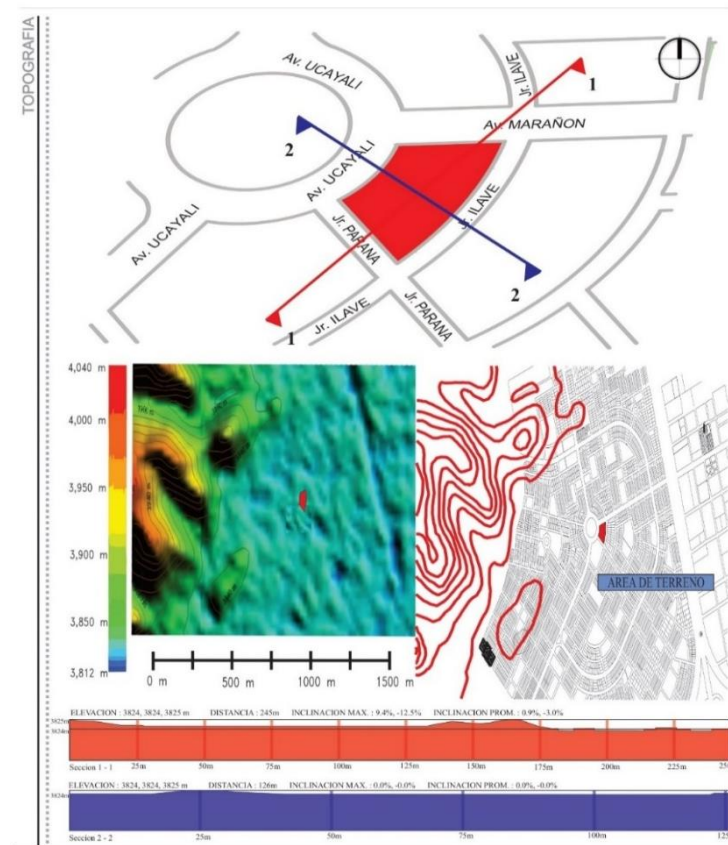 TOPOGRAFIA
Av. UCAYALI
Jr. ILAVE
1
Av. MARAÑON
2
Av. UCAYALI
Av. UCAYALI
Jr. PARANA
Jr. ILAVE
2
1
Jr. ILAVE
Jr. PARANA
4,040 m
4,000 m
3,950 m
3,900 m
3,850 m
3,812 m
0 m 500 m 1000 m 1500 m
AREA DE TERRENO
ELEVACION : 3824, 3824, 3825 m DISTANCIA : 245m INCLINACION MAX. : 9.4%, -12.5% INCLINACION PROM. : 0.9%, -3.0%
3825m
3824m
Seccion 1 - 1 25m 50m 75m 100m 125m 150m 175m 200m 225m
ELEVACION : 3824, 3824, 3825 m DISTANCIA : 126m INCLINACION MAX. : 0.0%, -0.0% INCLINACION PROM. : 0.0%, -0.0%
3824m
Seccion 2 - 2 25m 50m 75m 100m